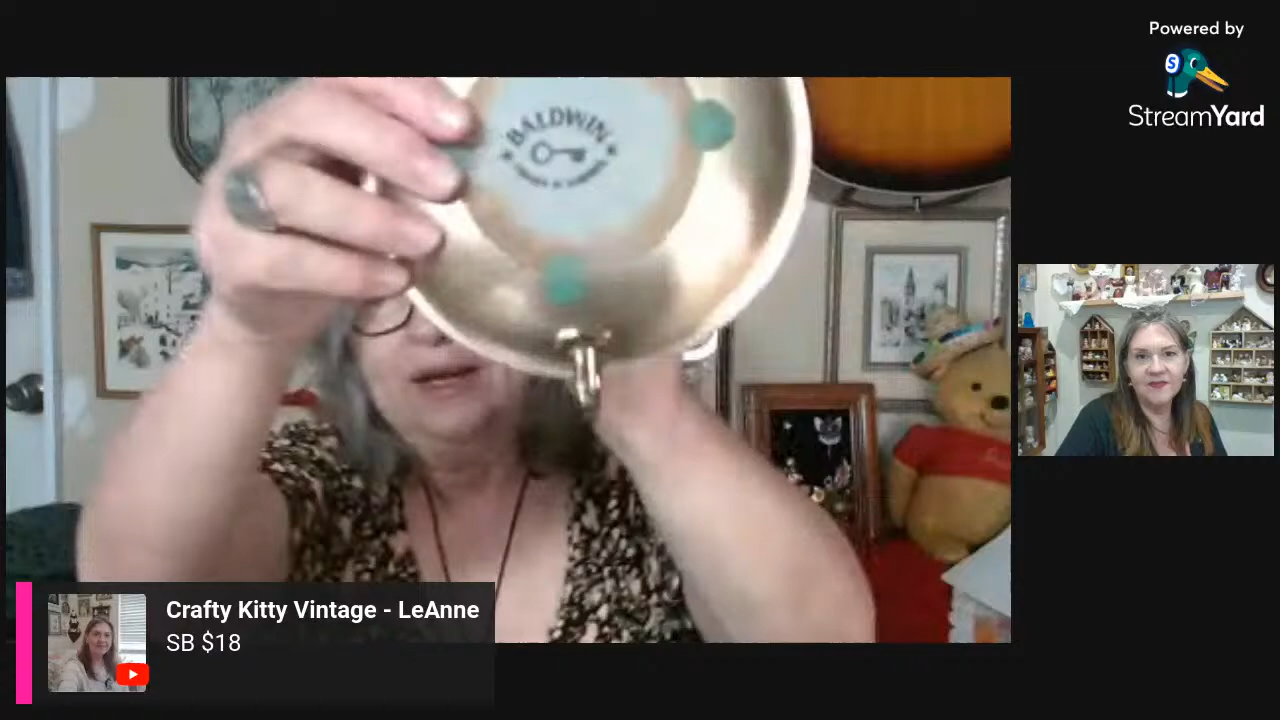 Powered by
S
StreamYard
BALDWIN
Crafty Kitty Vintage - LeAnne
SB $18